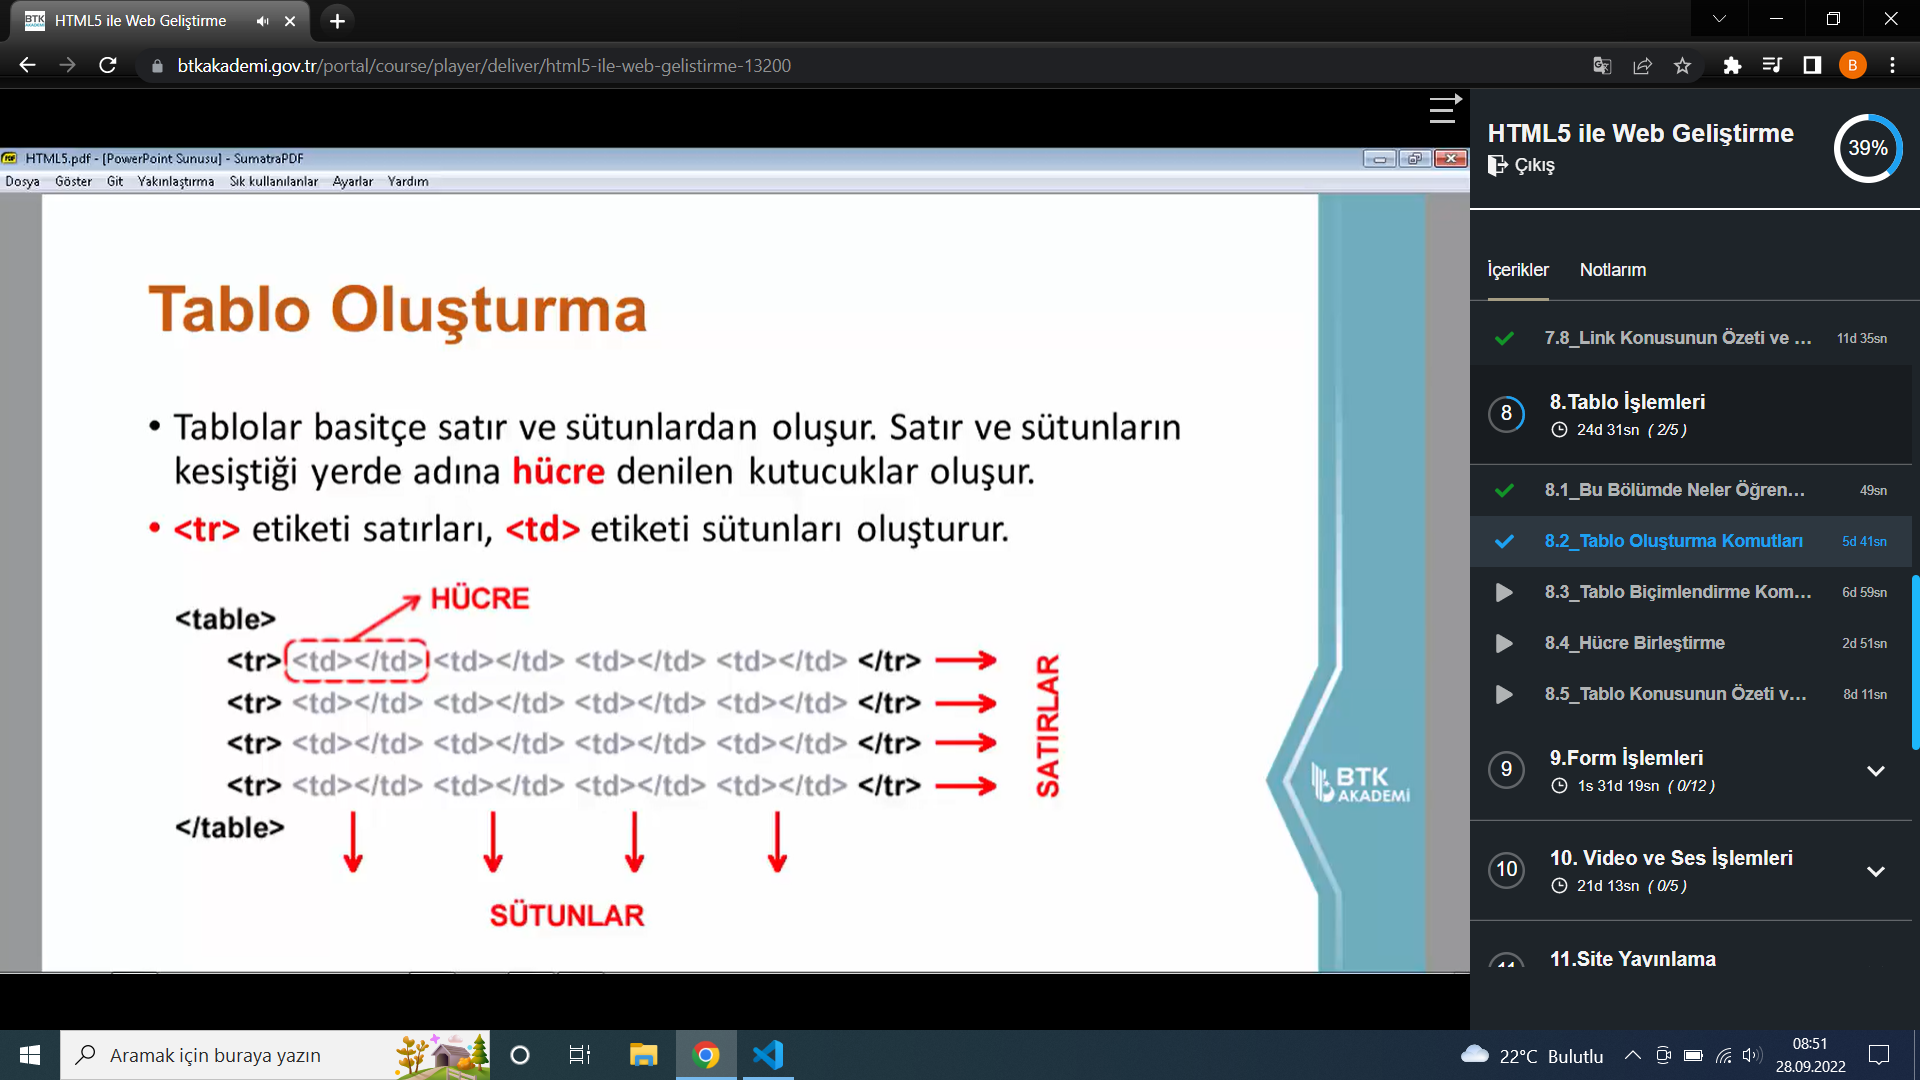 BTK
HTML5 ile Web Geliştirme
btkakademi.gov.tr/portal/course/player/deliver/html5-ile-web-gelistirme-13200
B
HTML5.pdf - [PowerPoint Sunusu] - SumatraPDF
Dosya Göster Git Yakınlaştırma Sık kullanılanlar Ayarlar Yardım
Tablo Oluşturma
• Tablolar basitçe satır ve sütunlardan oluşur. Satır ve sütunların
kesiştiği yerde adına hücre denilen kutucuklar oluşur.
• <tr> etiketi satırları, <td> etiketi sütunları oluşturur.
HÜCRE
<table>
<tr> <td></td> <td></td> <td></td> <td></td> </tr>
<tr> <td></td> <td></td> <td></td> <td></td> </tr>
<tr> <td></td> <td></td> <td></td> <td></td> </tr>
<tr> <td></td> <td></td> <td></td> <td></td> </tr>
</table>
SATIRLAR
SÜTUNLAR
BTK
AKADEMİ
HTML5 ile Web Geliştirme
39%
Çıkış
İçerikler Notlarım
7.8_Link Konusunun Özeti ve ... 11d 35sn
8 8.Tablo İşlemleri
24d 31sn ( 2/5 )
8.1_Bu Bölümde Neler Öğren... 49sn
8.2_Tablo Oluşturma Komutları 5d 41sn
8.3_Tablo Biçimlendirme Kom... 6d 59sn
8.4_Hücre Birleştirme 2d 51sn
8.5_Tablo Konusunun Özeti v... 8d 11sn
9 9.Form İşlemleri
1s 31d 19sn ( 0/12 )
10 10. Video ve Ses İşlemleri
21d 13sn ( 0/5 )
11 11.Site Yayınlama
Aramak için buraya yazın
22°C Bulutlu
08:51
28.09.2022